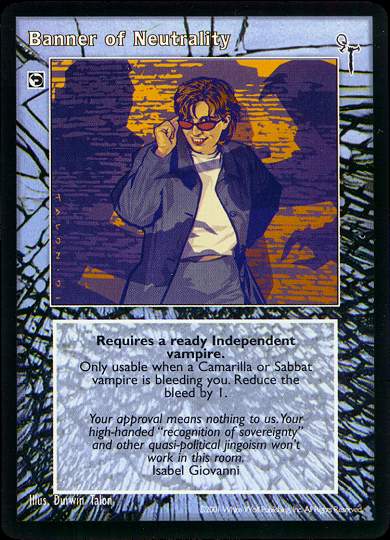 Banner of Neutrality
Requires a ready Independent
vampire.
Only usable when a Camarilla or Sabbat
vampire is bleeding you. Reduce the
bleed by 1.
Your approval means nothing to us. Your
high-handed "recognition of sovereignty"
and other quasi-political jingoism won't
work in this room.
Isabel Giovanni
Illus. Durwin Talon
©2001 White Wolf Publishing, Inc. All Rights Reserved.